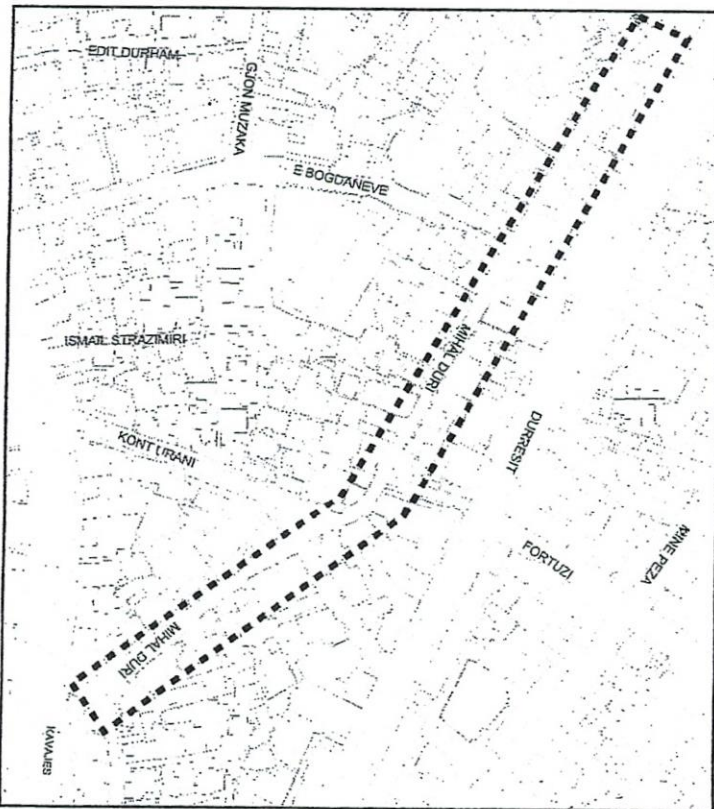 EDIT DURHAM
GJON MUZAKA
E BOGDANEVE
ISMAIL STRAZIMIRI
MIHAL DURI
KONT URANI
DURRESIT
FORTUZI
MINE PEZA
MIHAL DURI
KAVAJES